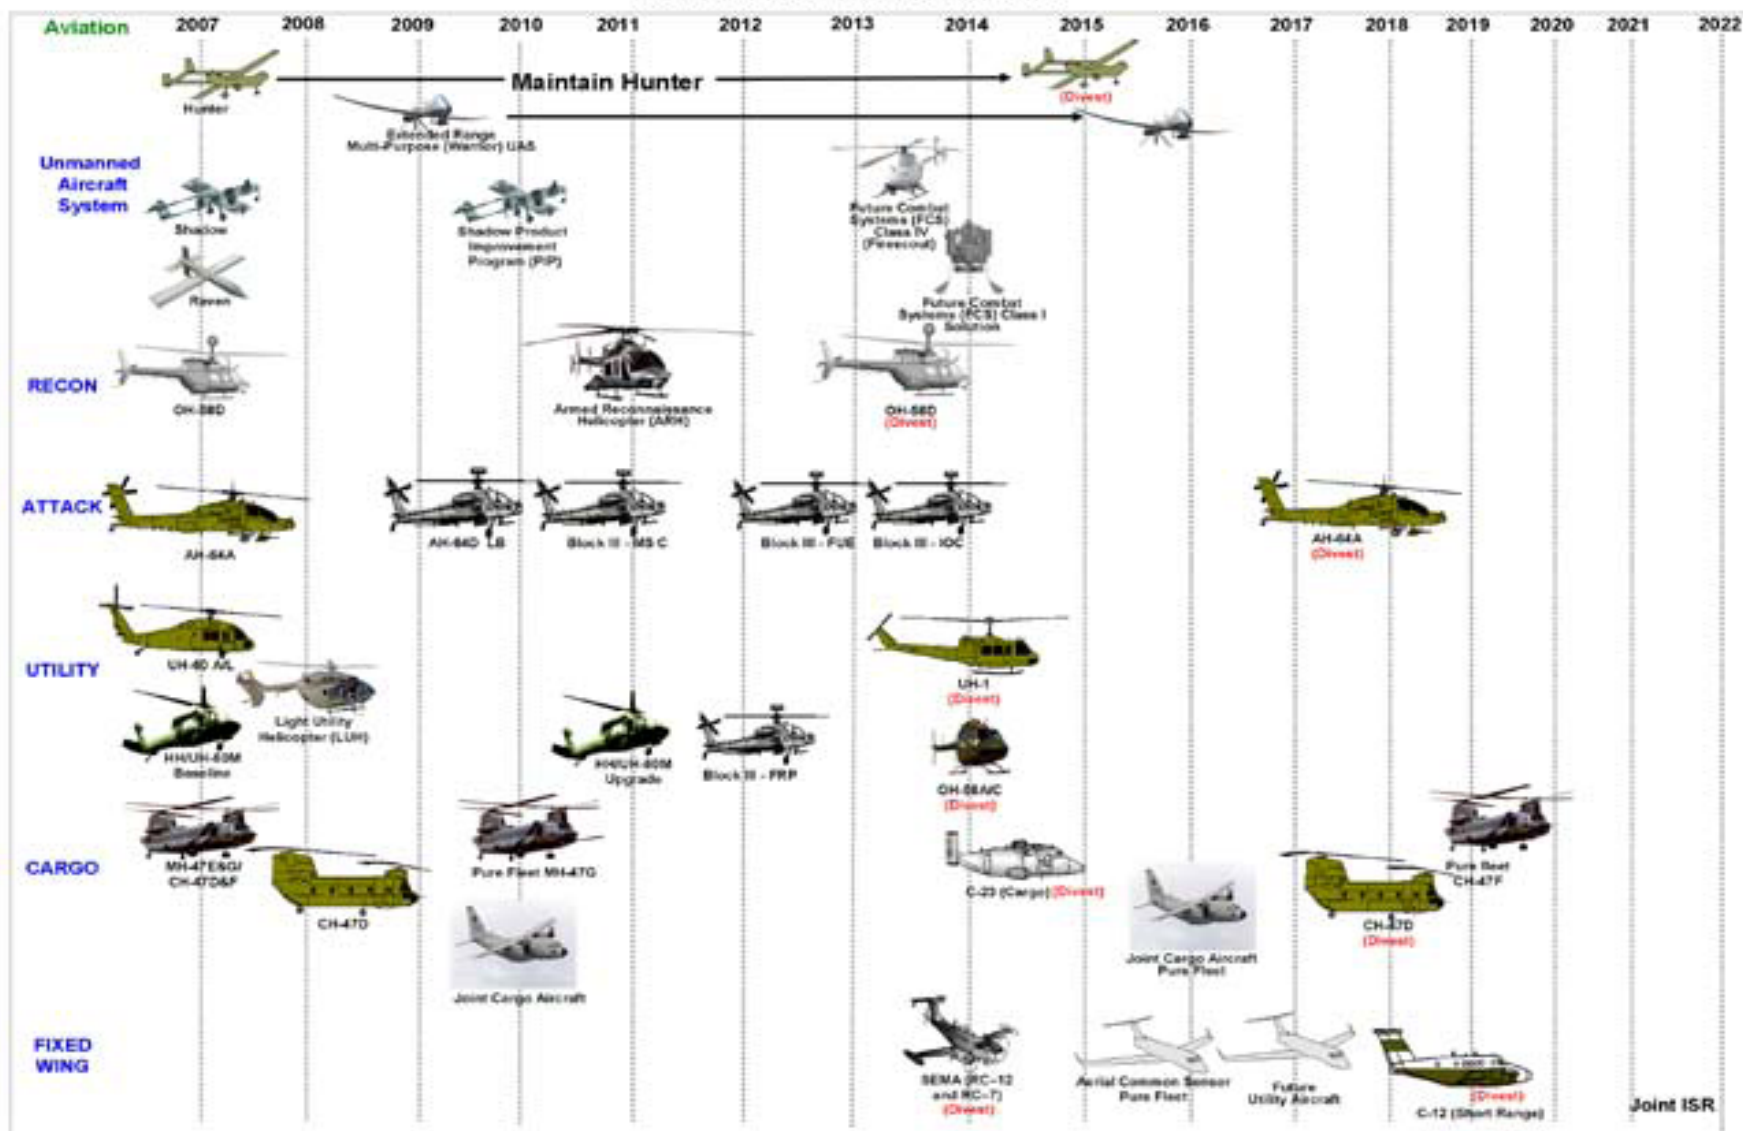 Aviation 2007 2008 2009 2010 2011 2012 2013 2014 2015 2016 2017 2018 2019 2020 2021 2022
Maintain Hunter
Hunter
(Divest)
Extended Range
Multi-Purpose (Warrior) UAS
Unmanned
Aircraft
System
Shadow
Shadow Product
Improvement
Program (PIP)
Future Combat
Systems (FCS)
Class IV
(Firescout)
Raven
Future Combat
Systems (FCS) Class I
Solution
RECON
OH-58D
Armed Reconnaissance
Helicopter (ARH)
OH-58D
(Divest)
ATTACK
AH-64A
AH-64D LB
Block III - MS C
Block III - FUE
Block III - IOC
AH-64A
(Divest)
UTILITY
UH-60 A/L
Light Utility
Helicopter (LUH)
HH/UH-60M
Baseline
HH/UH-60M
Upgrade
Block III - FRP
UH-1
(Divest)
OH-58A/C
(Divest)
CARGO
MH-47E&G/
CH-47D&F
CH-47D
Pure Fleet MH-47G
Joint Cargo Aircraft
C-23 (Cargo) (Divest)
Joint Cargo Aircraft
Pure Fleet
CH-47D
(Divest)
Pure fleet
CH-47F
FIXED
WING
SEMA (RC-12
and RC-7)
(Divest)
Aerial Common Sensor
Pure Fleet
Future
Utility Aircraft
(Divest)
C-12 (Short Range)
Joint ISR